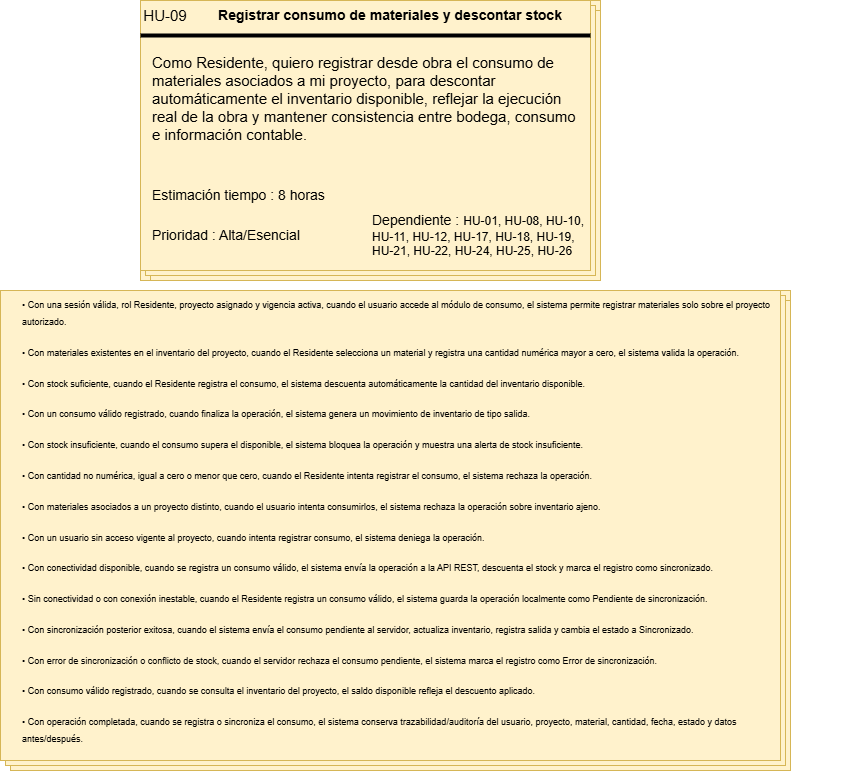 HU-09 Registrar consumo de materiales y descontar stock
Como Residente, quiero registrar desde obra el consumo de
materiales asociados a mi proyecto, para descontar
automáticamente el inventario disponible, reflejar la ejecución
real de la obra y mantener consistencia entre bodega, consumo
e información contable.
Estimación tiempo : 8 horas
Prioridad : Alta/Esencial
Dependiente : HU-01, HU-08, HU-10,
HU-11, HU-12, HU-17, HU-18, HU-19,
HU-21, HU-22, HU-24, HU-25, HU-26
• Con una sesión válida, rol Residente, proyecto asignado y vigencia activa, cuando el usuario accede al módulo de consumo, el sistema permite registrar materiales solo sobre el proyecto
autorizado.
• Con materiales existentes en el inventario del proyecto, cuando el Residente selecciona un material y registra una cantidad numérica mayor a cero, el sistema valida la operación.
• Con stock suficiente, cuando el Residente registra el consumo, el sistema descuenta automáticamente la cantidad del inventario disponible.
• Con un consumo válido registrado, cuando finaliza la operación, el sistema genera un movimiento de inventario de tipo salida.
• Con stock insuficiente, cuando el consumo supera el disponible, el sistema bloquea la operación y muestra una alerta de stock insuficiente.
• Con cantidad no numérica, igual a cero o menor que cero, cuando el Residente intenta registrar el consumo, el sistema rechaza la operación.
• Con materiales asociados a un proyecto distinto, cuando el usuario intenta consumirlos, el sistema rechaza la operación sobre inventario ajeno.
• Con un usuario sin acceso vigente al proyecto, cuando intenta registrar consumo, el sistema deniega la operación.
• Con conectividad disponible, cuando se registra un consumo válido, el sistema envía la operación a la API REST, descuenta el stock y marca el registro como sincronizado.
• Sin conectividad o con conexión inestable, cuando el Residente registra un consumo válido, el sistema guarda la operación localmente como Pendiente de sincronización.
• Con sincronización posterior exitosa, cuando el sistema envía el consumo pendiente al servidor, actualiza inventario, registra salida y cambia el estado a Sincronizado.
• Con error de sincronización o conflicto de stock, cuando el servidor rechaza el consumo pendiente, el sistema marca el registro como Error de sincronización.
• Con consumo válido registrado, cuando se consulta el inventario del proyecto, el saldo disponible refleja el descuento aplicado.
• Con operación completada, cuando se registra o sincroniza el consumo, el sistema conserva trazabilidad/auditoría del usuario, proyecto, material, cantidad, fecha, estado y datos
antes/después.